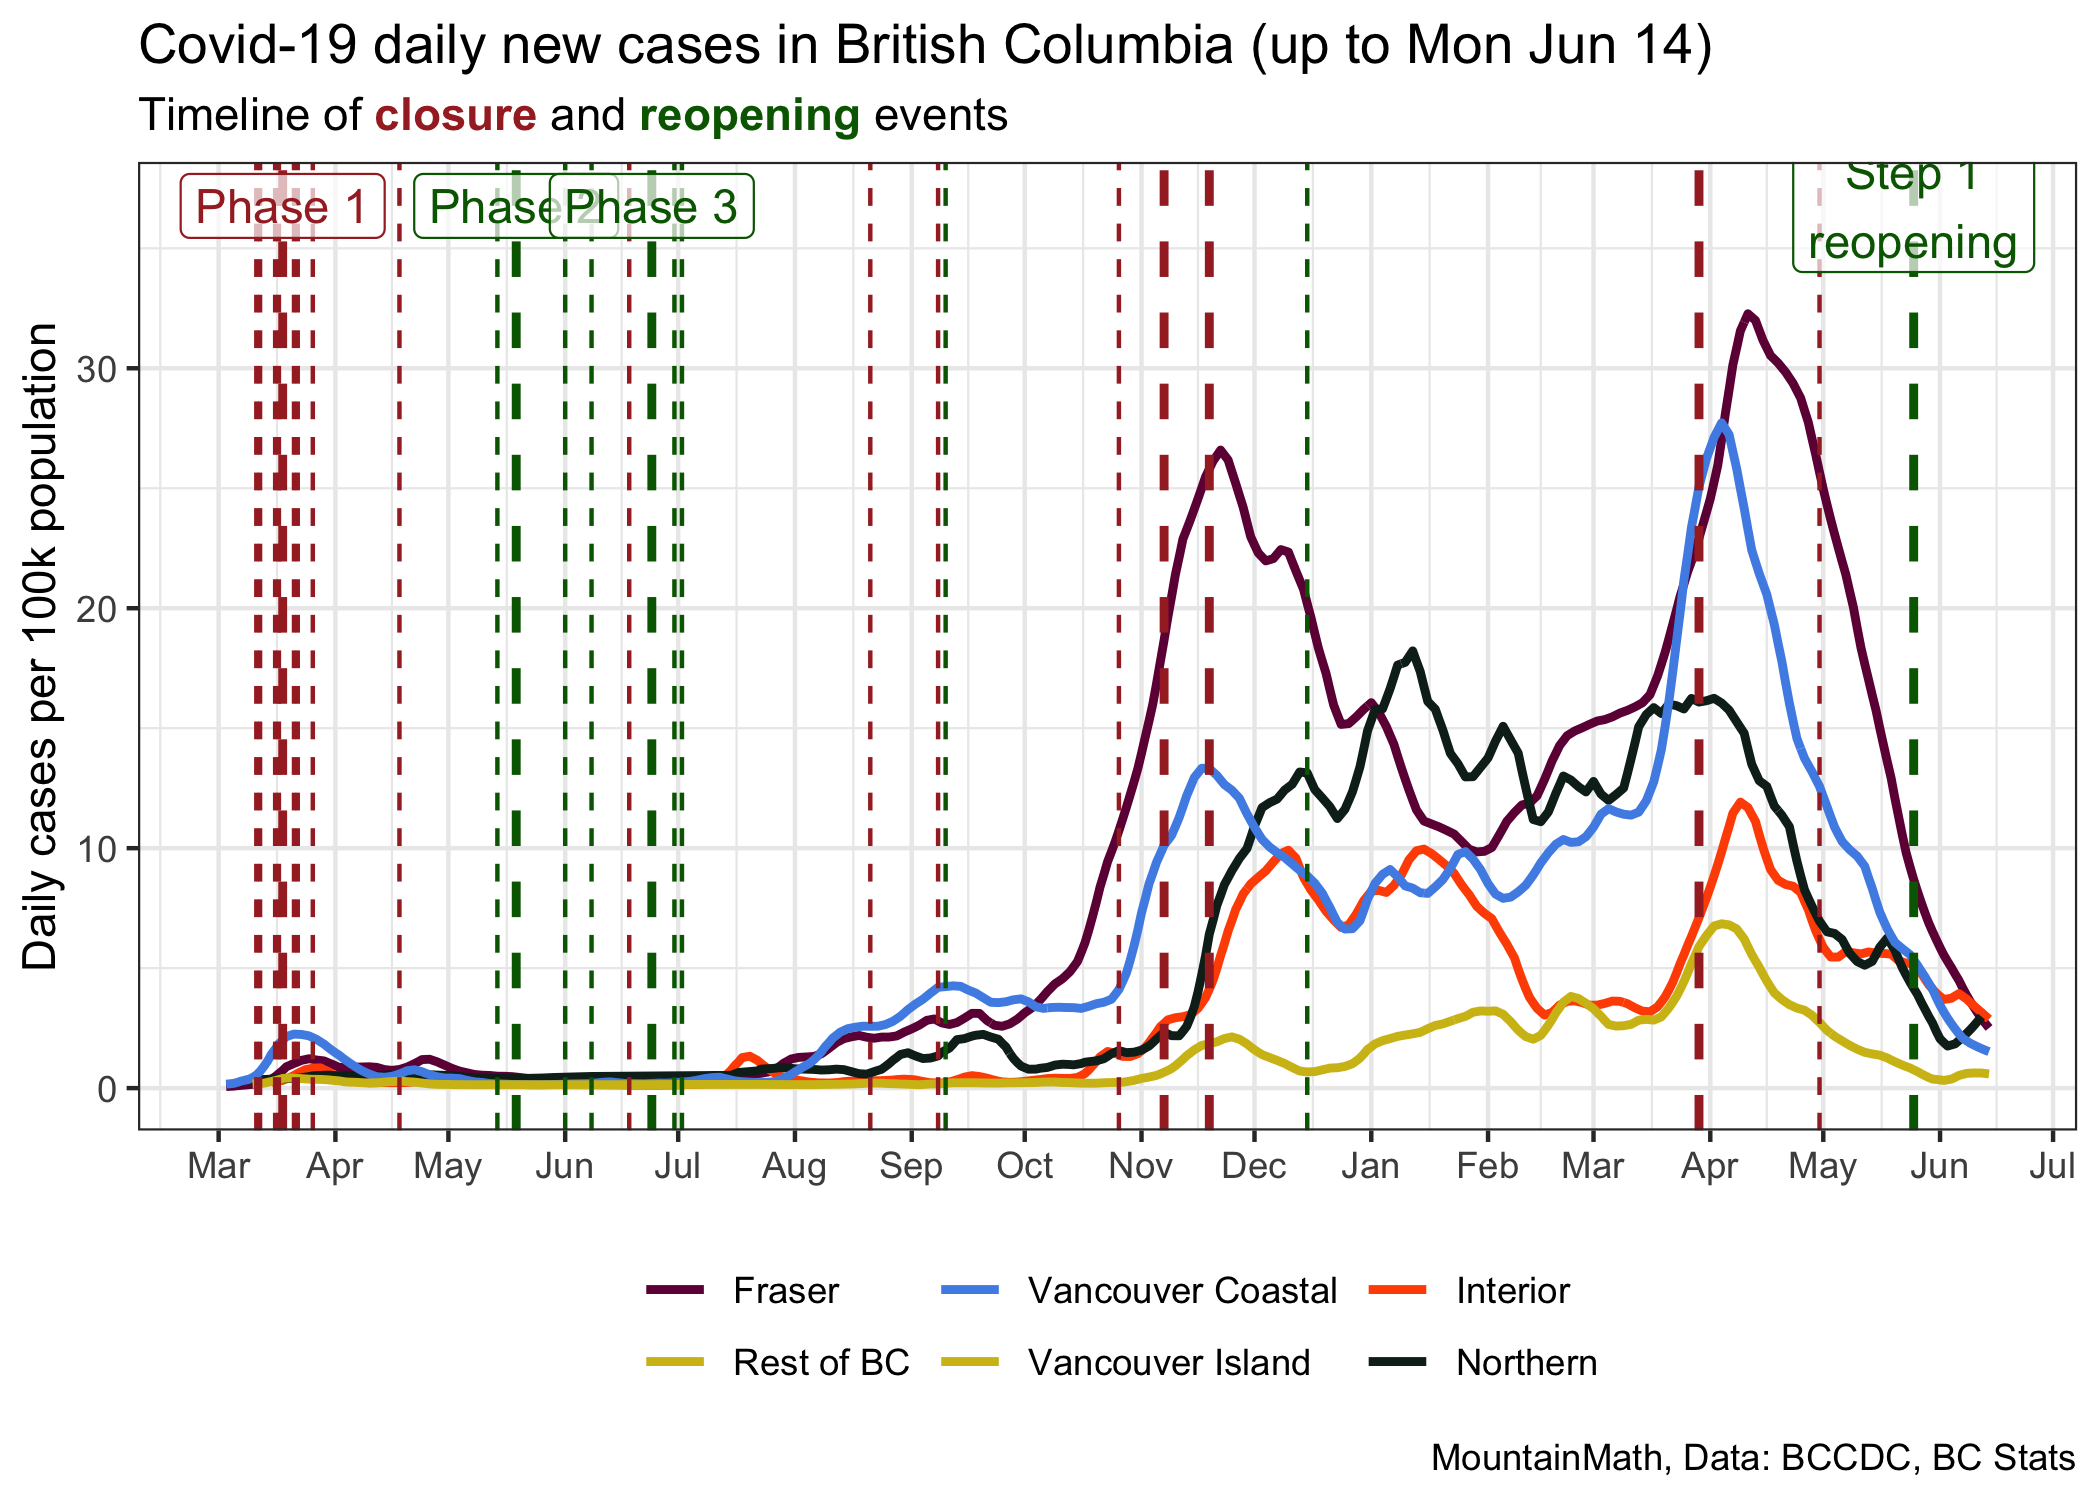 Covid-19 daily new cases in British Columbia (up to Mon Jun 14)
Timeline of closure and reopening events
Phase 1
Phase 2
Phase 3
Step 1
reopening
Daily cases per 100k population
30
20
10
0
Mar Apr May Jun Jul Aug Sep Oct Nov Dec Jan Feb Mar Apr May Jun Jul
Fraser Vancouver Coastal Interior
Rest of BC Vancouver Island Northern
MountainMath, Data: BCCDC, BC Stats